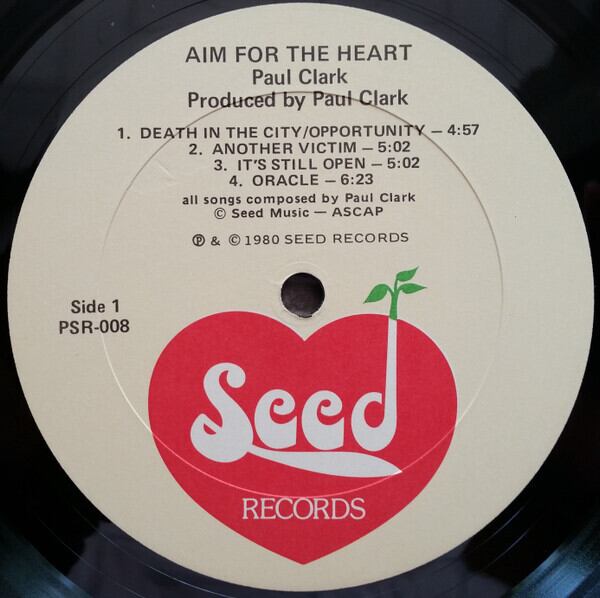 AIM FOR THE HEART
Paul Clark
Produced by Paul Clark
1. DEATH IN THE CITY/OPPORTUNITY – 4:57
2. ANOTHER VICTIM – 5:02
3. IT'S STILL OPEN – 5:02
4. ORACLE – 6:23
all songs composed by Paul Clark
© Seed Music – ASCAP
℗ & © 1980 SEED RECORDS
Side 1
PSR-008
Seed
RECORDS